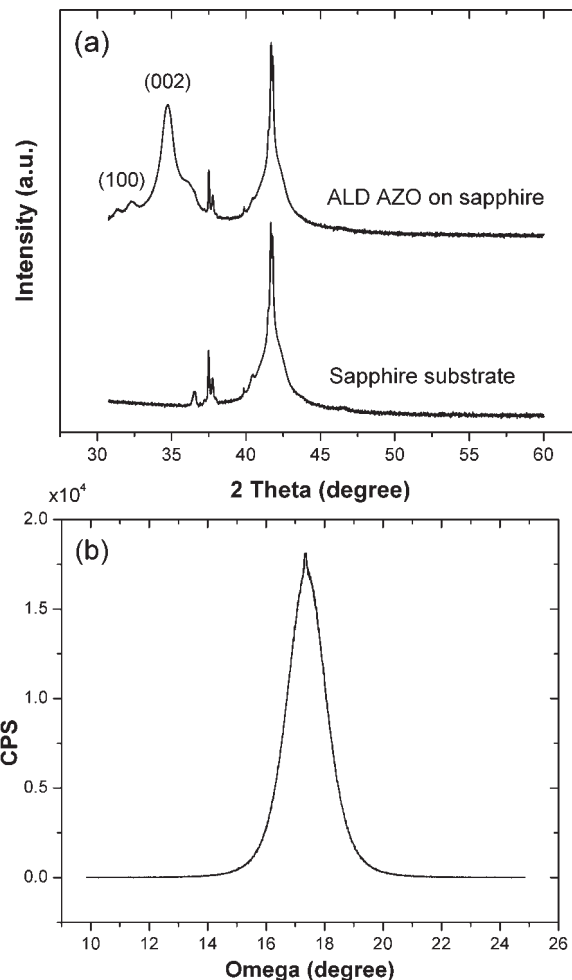 (a)
(002)
(100)
ALD AZO on sapphire
Sapphire substrate
Intensity (a.u.)
30 35 40 45 50 55 60
2 Theta (degree)
x10⁴
(b)
2.0
1.5
1.0
0.5
0.0
CPS
10 12 14 16 18 20 22 24 26
Omega (degree)